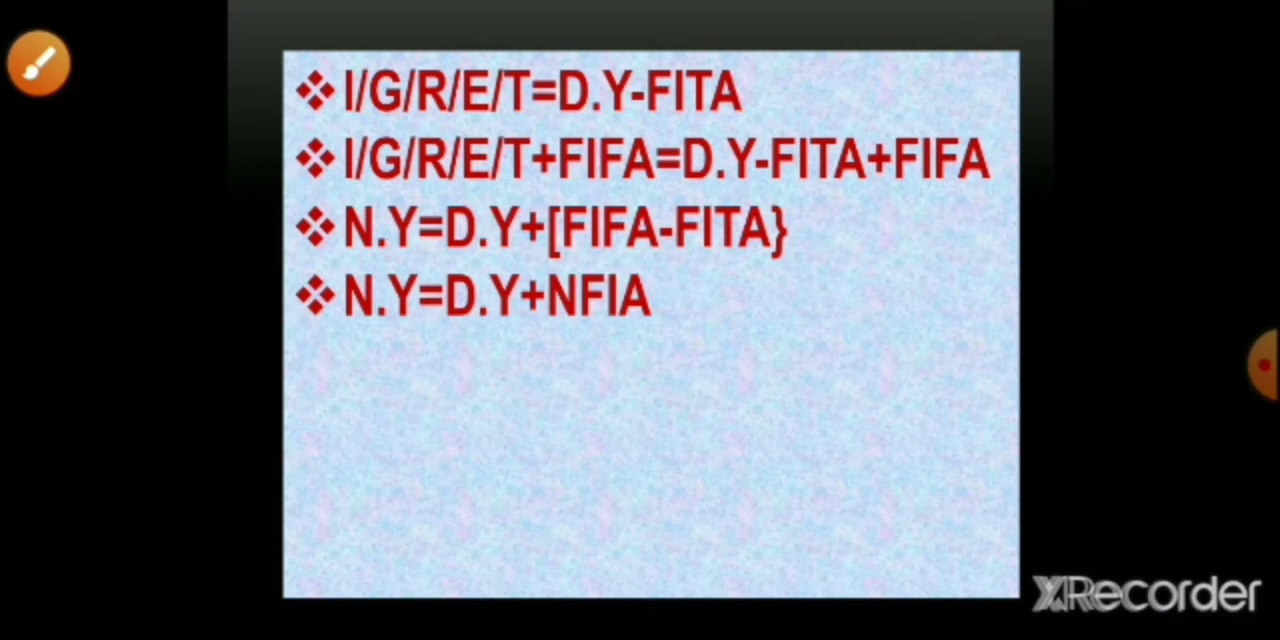 ❖ I/G/R/E/T=D.Y-FITA
❖ I/G/R/E/T+FIFA=D.Y-FITA+FIFA
❖ N.Y=D.Y+[FIFA-FITA}
❖ N.Y=D.Y+NFIA
XRecorder